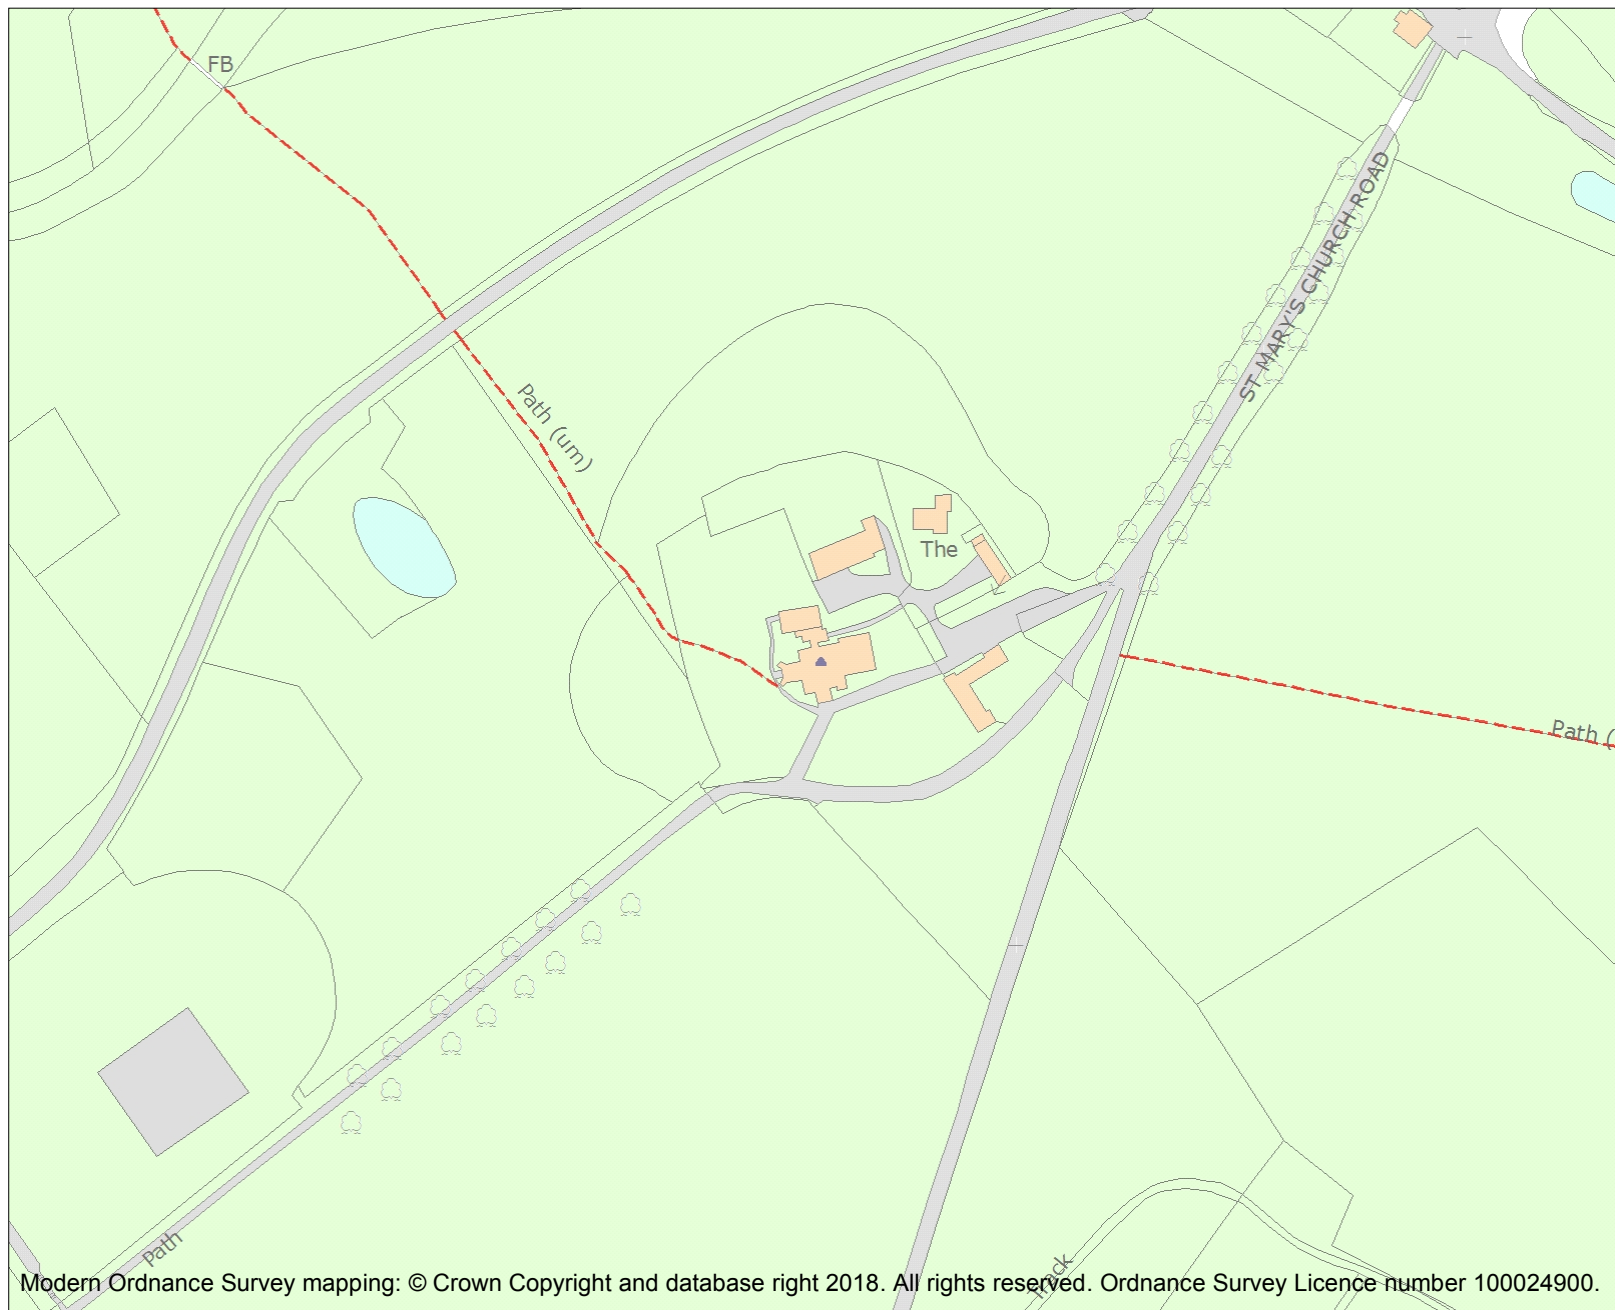 FB
ST MARY'S CHURCH ROAD
Path (um)
The
Path (
Path
Track
Modern Ordnance Survey mapping: © Crown Copyright and database right 2018. All rights reserved. Ordnance Survey Licence number 100024900.